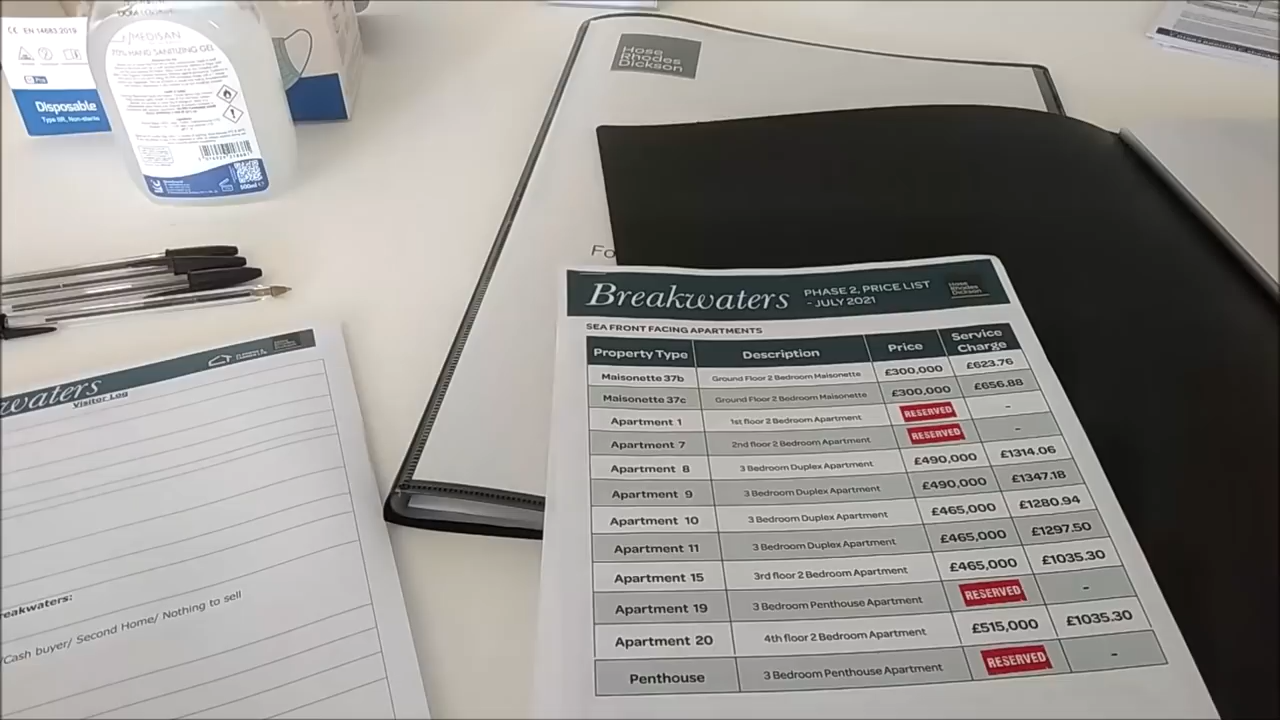 CE EN 14683:2019
Pro
Disposable
Type IIR, Non-sterile
MEDISAN
70% HAND SANITIZING GEL
500ml
Hose
Rhodes
Dickson
Fo
Breakwaters
PHASE 2, PRICE LIST
- JULY 2021
Hose
Rhodes
Dickson
SEA FRONT FACING APARTMENTS
Property Type Description Price Service Charge
Maisonette 37b Ground Floor 2 Bedroom Maisonette £300,000 £623.76
Maisonette 37c Ground Floor 2 Bedroom Maisonette £300,000 £656.88
Apartment 1 1st floor 2 Bedroom Apartment RESERVED -
Apartment 7 2nd floor 2 Bedroom Apartment RESERVED -
Apartment 8 3 Bedroom Duplex Apartment £490,000 £1314.06
Apartment 9 3 Bedroom Duplex Apartment £490,000 £1347.18
Apartment 10 3 Bedroom Duplex Apartment £465,000 £1280.94
Apartment 11 3 Bedroom Duplex Apartment £465,000 £1297.50
Apartment 15 3rd floor 2 Bedroom Apartment £465,000 £1035.30
Apartment 19 3 Bedroom Penthouse Apartment RESERVED -
Apartment 20 4th floor 2 Bedroom Apartment £515,000 £1035.30
Penthouse 3 Bedroom Penthouse Apartment RESERVED -
waters
Visitor Log
reakwaters:
/Cash buyer/ Second Home/ Nothing to sell